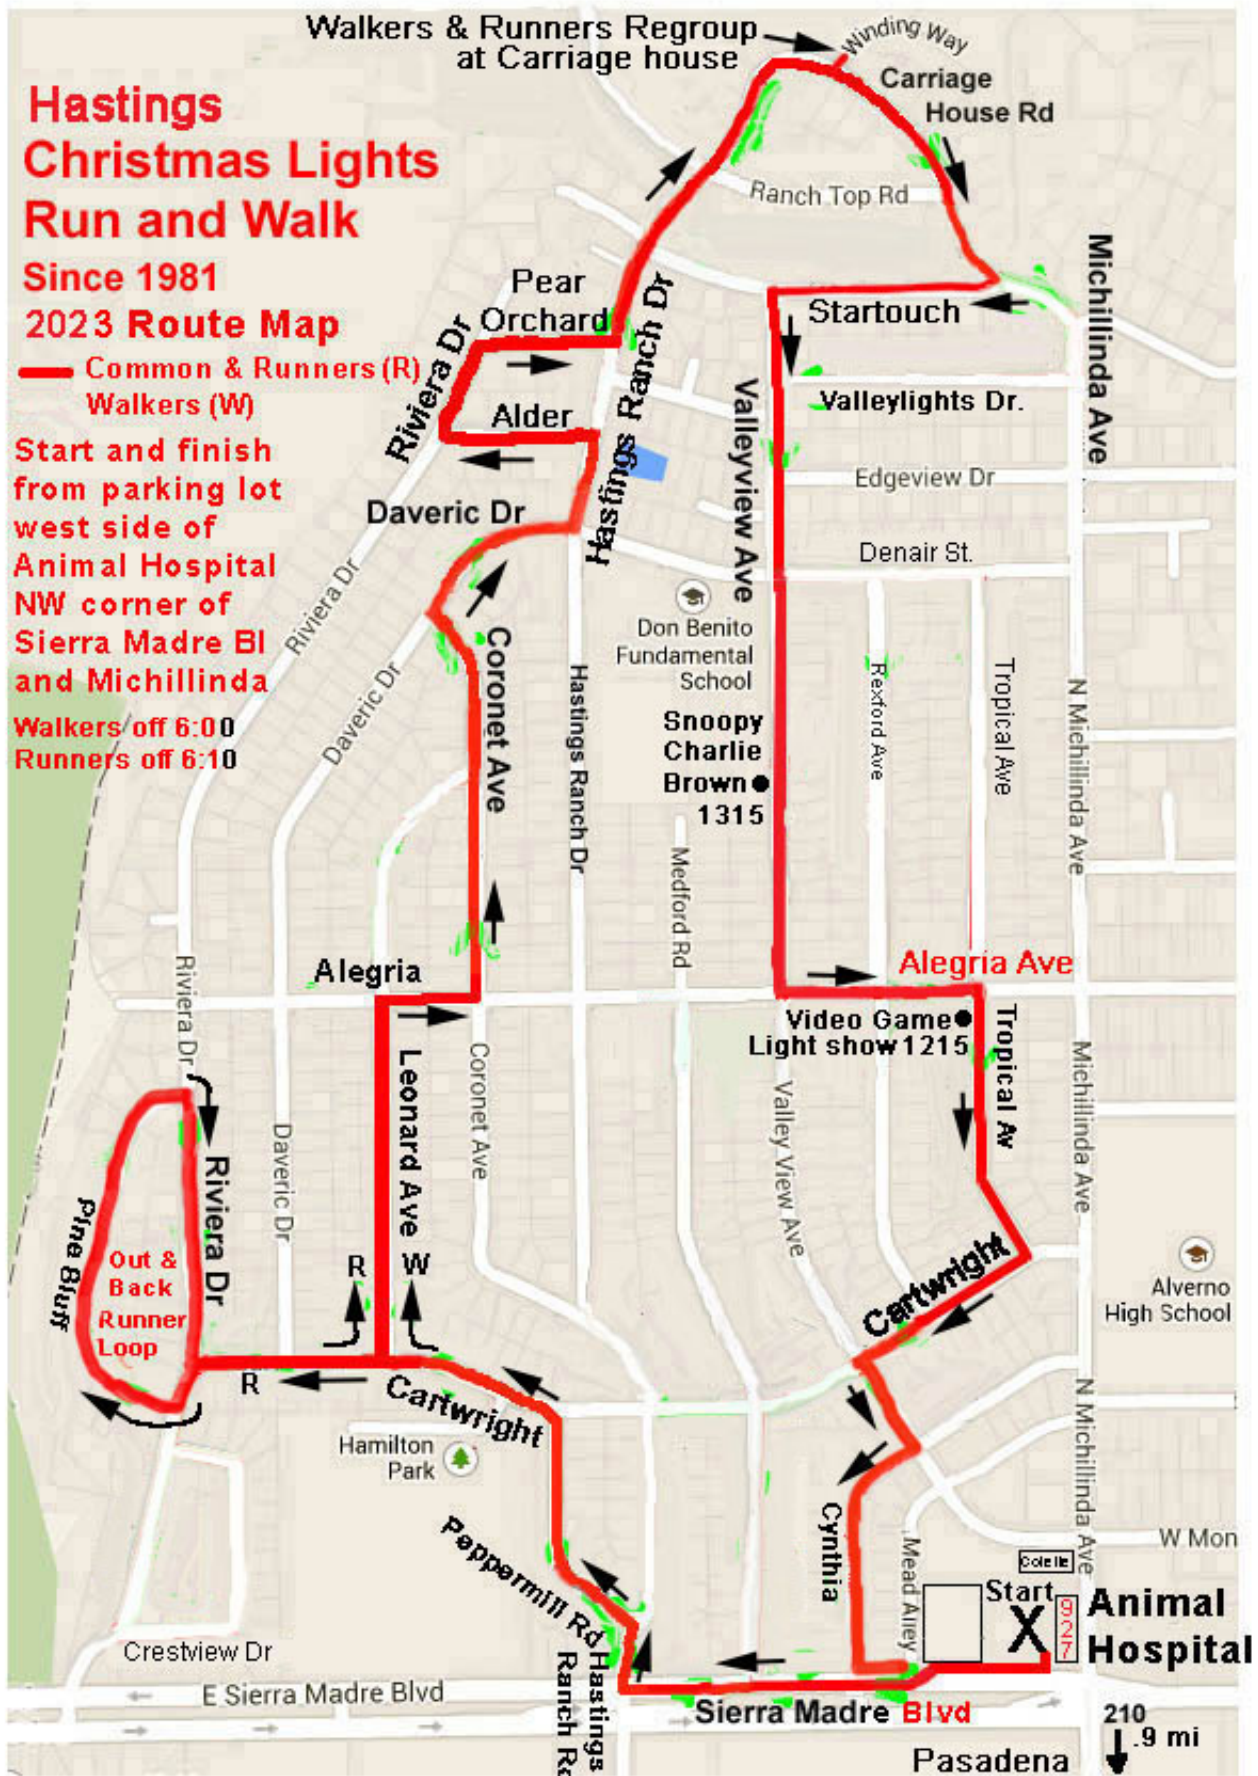 Walkers & Runners Regroup
at Carriage house
Winding Way
Carriage
House Rd
Hastings
Christmas Lights
Run and Walk
Since 1981
2023 Route Map
Common & Runners (R)
Walkers (W)
Start and finish
from parking lot
west side of
Animal Hospital
NW corner of
Sierra Madre Bl
and Michillinda
Walkers off 6:00
Runners off 6:10
Ranch Top Rd
Pear
Orchard
Riviera Dr
Alder
Hastings Ranch Dr
Startouch
Michillinda Ave
Valleylights Dr.
Valleyview Ave
Edgeview Dr
Daveric Dr
Denair St.
Riviera Dr
Daveric Dr
Coronet Ave
Hastings Ranch Dr
Don Benito
Fundamental
School
Snoopy
Charlie
Brown
1315
Rexford Ave
Tropical Ave
N Michillinda Ave
Medford Rd
Alegria
Alegria Ave
Video Game
Light show 1215
Tropical Av
Riviera Dr
Leonard Ave
Coronet Ave
Valley View Ave
Michillinda Ave
Daveric Dr
Riviera Dr
Pine Bluff
Out &
Back
Runner
Loop
R
W
R
Cartwright
Cartwright
Alverno
High School
Hamilton
Park
N Michillinda Ave
Peppermill Rd
Cynthia
Mead Alley
W Mon
Colelle
Start
X
927
Animal
Hospital
Crestview Dr
E Sierra Madre Blvd
Hastings
Ranch Rd
Sierra Madre Blvd
210
.9 mi
Pasadena